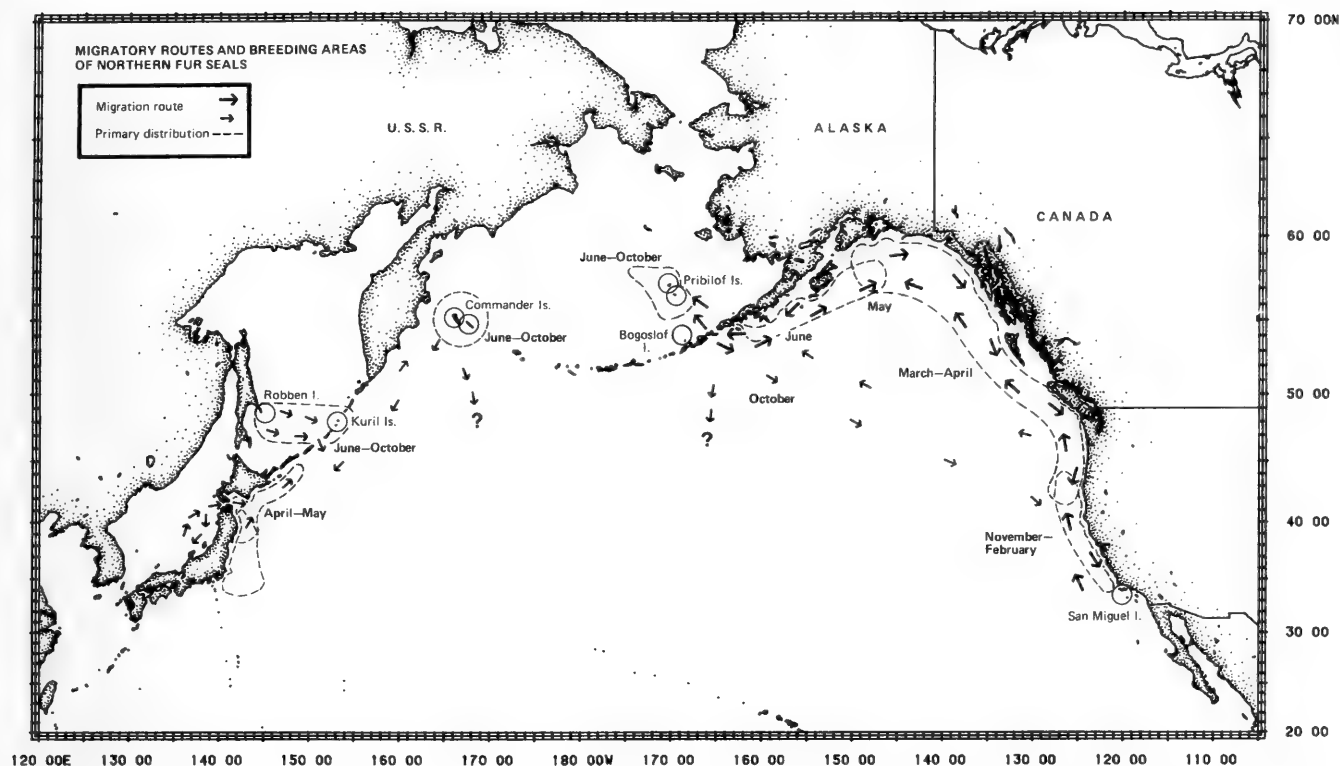 MIGRATORY ROUTES AND BREEDING AREAS
OF NORTHERN FUR SEALS
Migration route
Primary distribution
U.S.S.R.
ALASKA
CANADA
June–October
Pribilof Is.
Commander Is.
June–October
Bogoslof
I.
June
May
March–April
October
Robben I.
Kuril Is.
June–October
?
?
April–May
November–
February
San Miguel I.
70 00N
60 00
50 00
40 00
30 00
20 00
120 00E 130 00 140 00 150 00 160 00 170 00 180 00W 170 00 160 00 150 00 140 00 130 00 120 00 110 00